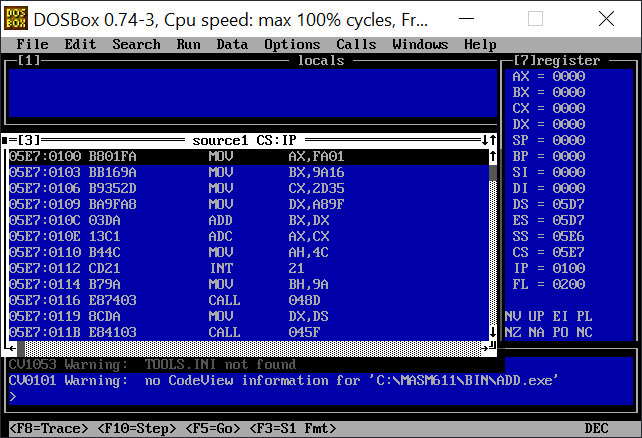 DOS
BOX
DOSBox 0.74-3, Cpu speed: max 100% cycles, Fr...
File Edit Search Run Data Options Calls Windows Help
[1] locals
[7]register
AX = 0000
BX = 0000
CX = 0000
DX = 0000
SP = 0000
BP = 0000
SI = 0000
DI = 0000
DS = 05D7
ES = 05D7
SS = 05E6
CS = 05E7
IP = 0100
FL = 0200
NV UP EI PL
NZ NA PO NC
[3] source1 CS:IP
05E7:0100 B801FA MOV AX,FA01
05E7:0103 BB169A MOV BX,9A16
05E7:0106 B9352D MOV CX,2D35
05E7:0109 BA9FA8 MOV DX,A89F
05E7:010C 03DA ADD BX,DX
05E7:010E 13C1 ADC AX,CX
05E7:0110 B44C MOV AH,4C
05E7:0112 CD21 INT 21
05E7:0114 B79A MOV BH,9A
05E7:0116 E87403 CALL 048D
05E7:0119 8CDA MOV DX,DS
05E7:011B E84103 CALL 045F
CV1053 Warning: TOOLS.INI not found
CV0101 Warning: no CodeView information for 'C:\MASM611\BIN\ADD.exe'
>
<F8=Trace> <F10=Step> <F5=Go> <F3=S1 Fmt> DEC